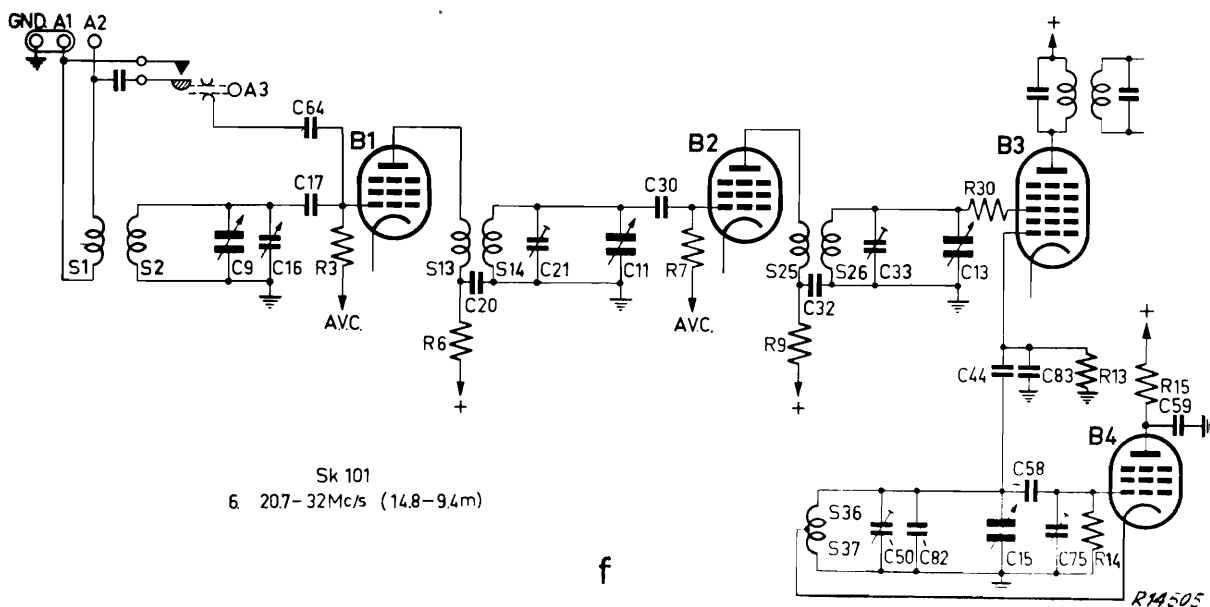 GND. A1 A2
A3
C64
B1
B2
B3
C17
C30
R30
S1
S2
C9
C16
R3
S13
S14
C21
C11
R7
S25
S26
C33
C13
C20
C32
A.V.C.
A.V.C.
R6
R9
+
+
+
+
C44
C83
R13
R15
C59
B4
C58
S36
S37
C50
C82
C15
C75
R14
Sk 101
6. 20.7-32Mc/s (14.8-9.4m)
f
R14505